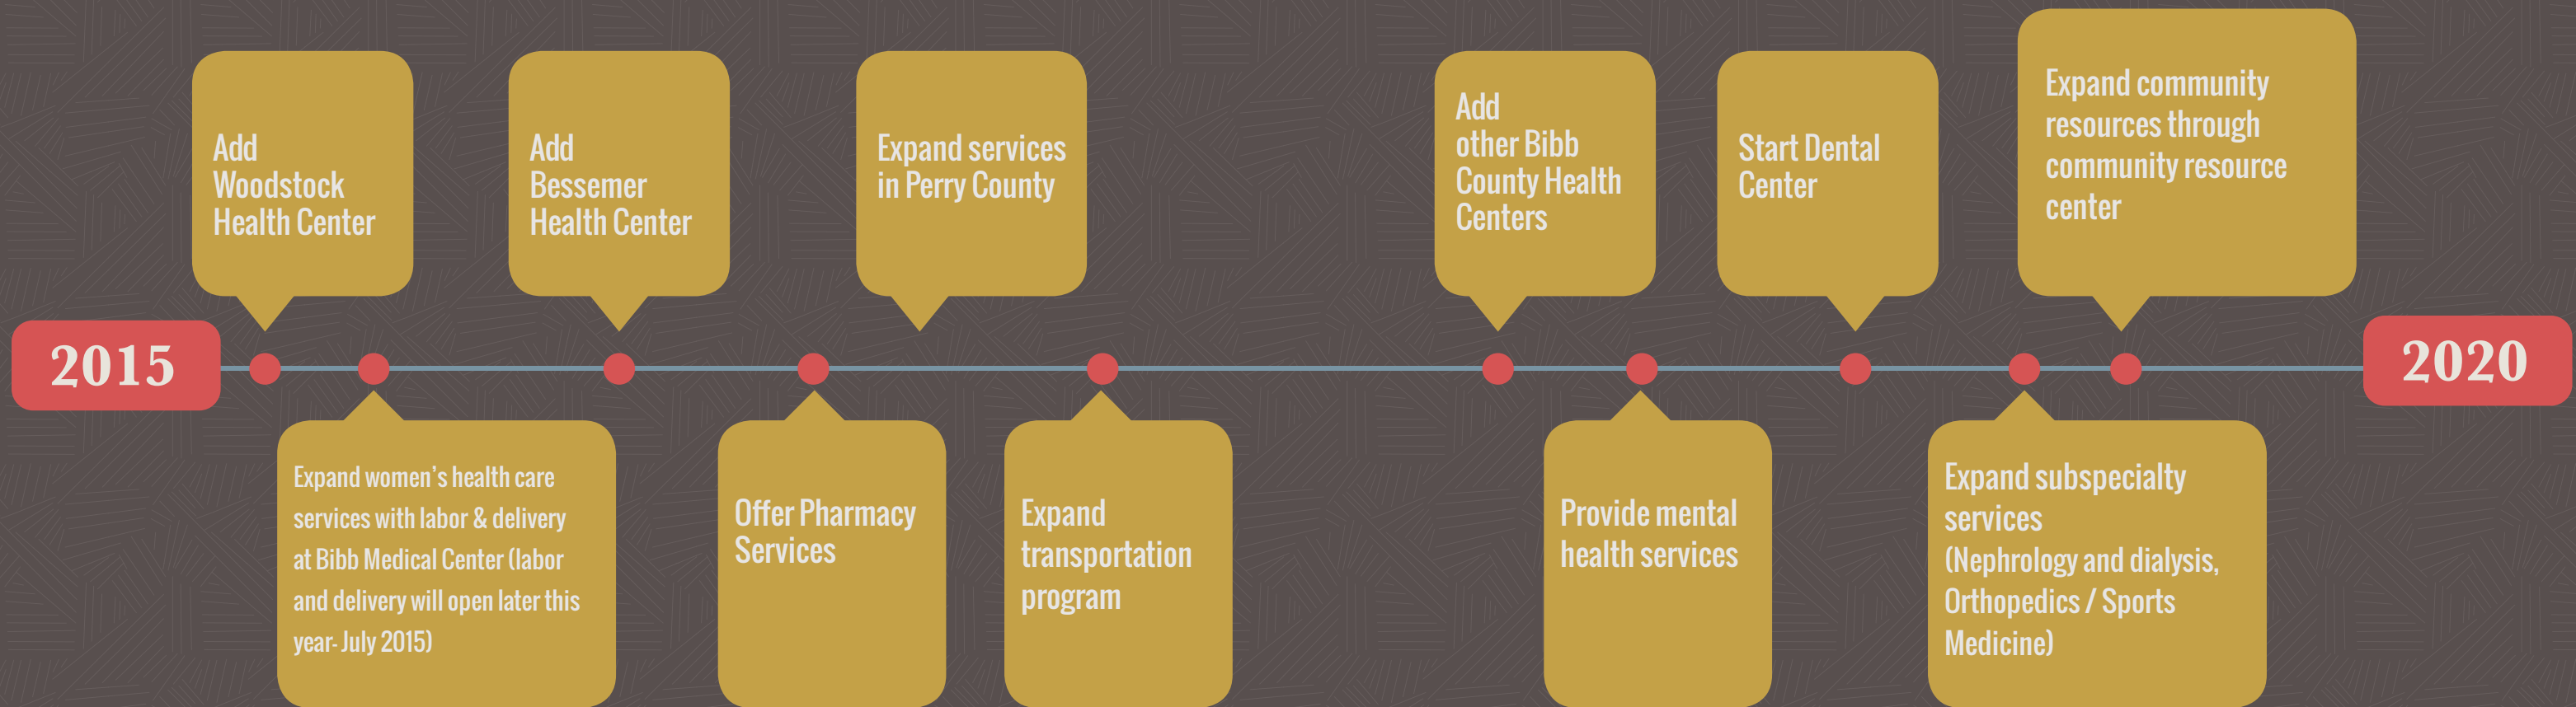 2015
Add
Woodstock
Health Center
Expand women's health care
services with labor & delivery
at Bibb Medical Center (labor
and delivery will open later this
year- July 2015)
Add
Bessemer
Health Center
Offer Pharmacy
Services
Expand services
in Perry County
Expand
transportation
program
Add
other Bibb
County Health
Centers
Provide mental
health services
Start Dental
Center
Expand subspecialty
services
(Nephrology and dialysis,
Orthopedics / Sports
Medicine)
Expand community
resources through
community resource
center
2020